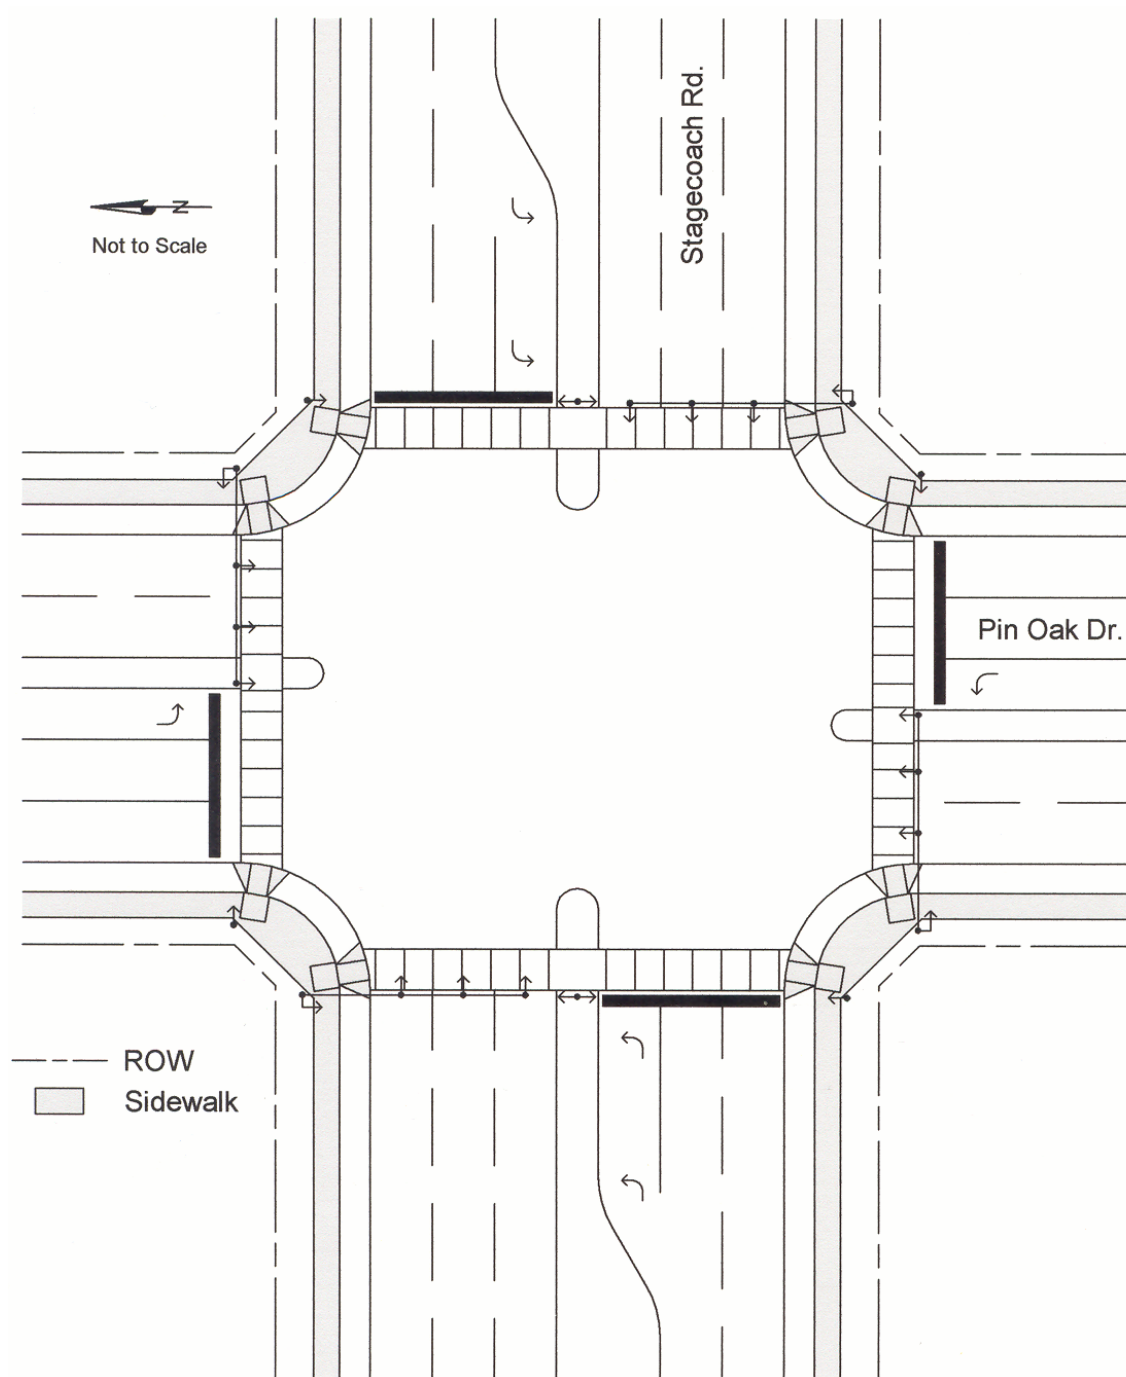 Stagecoach Rd.
N
Not to Scale
Pin Oak Dr.
ROW
Sidewalk